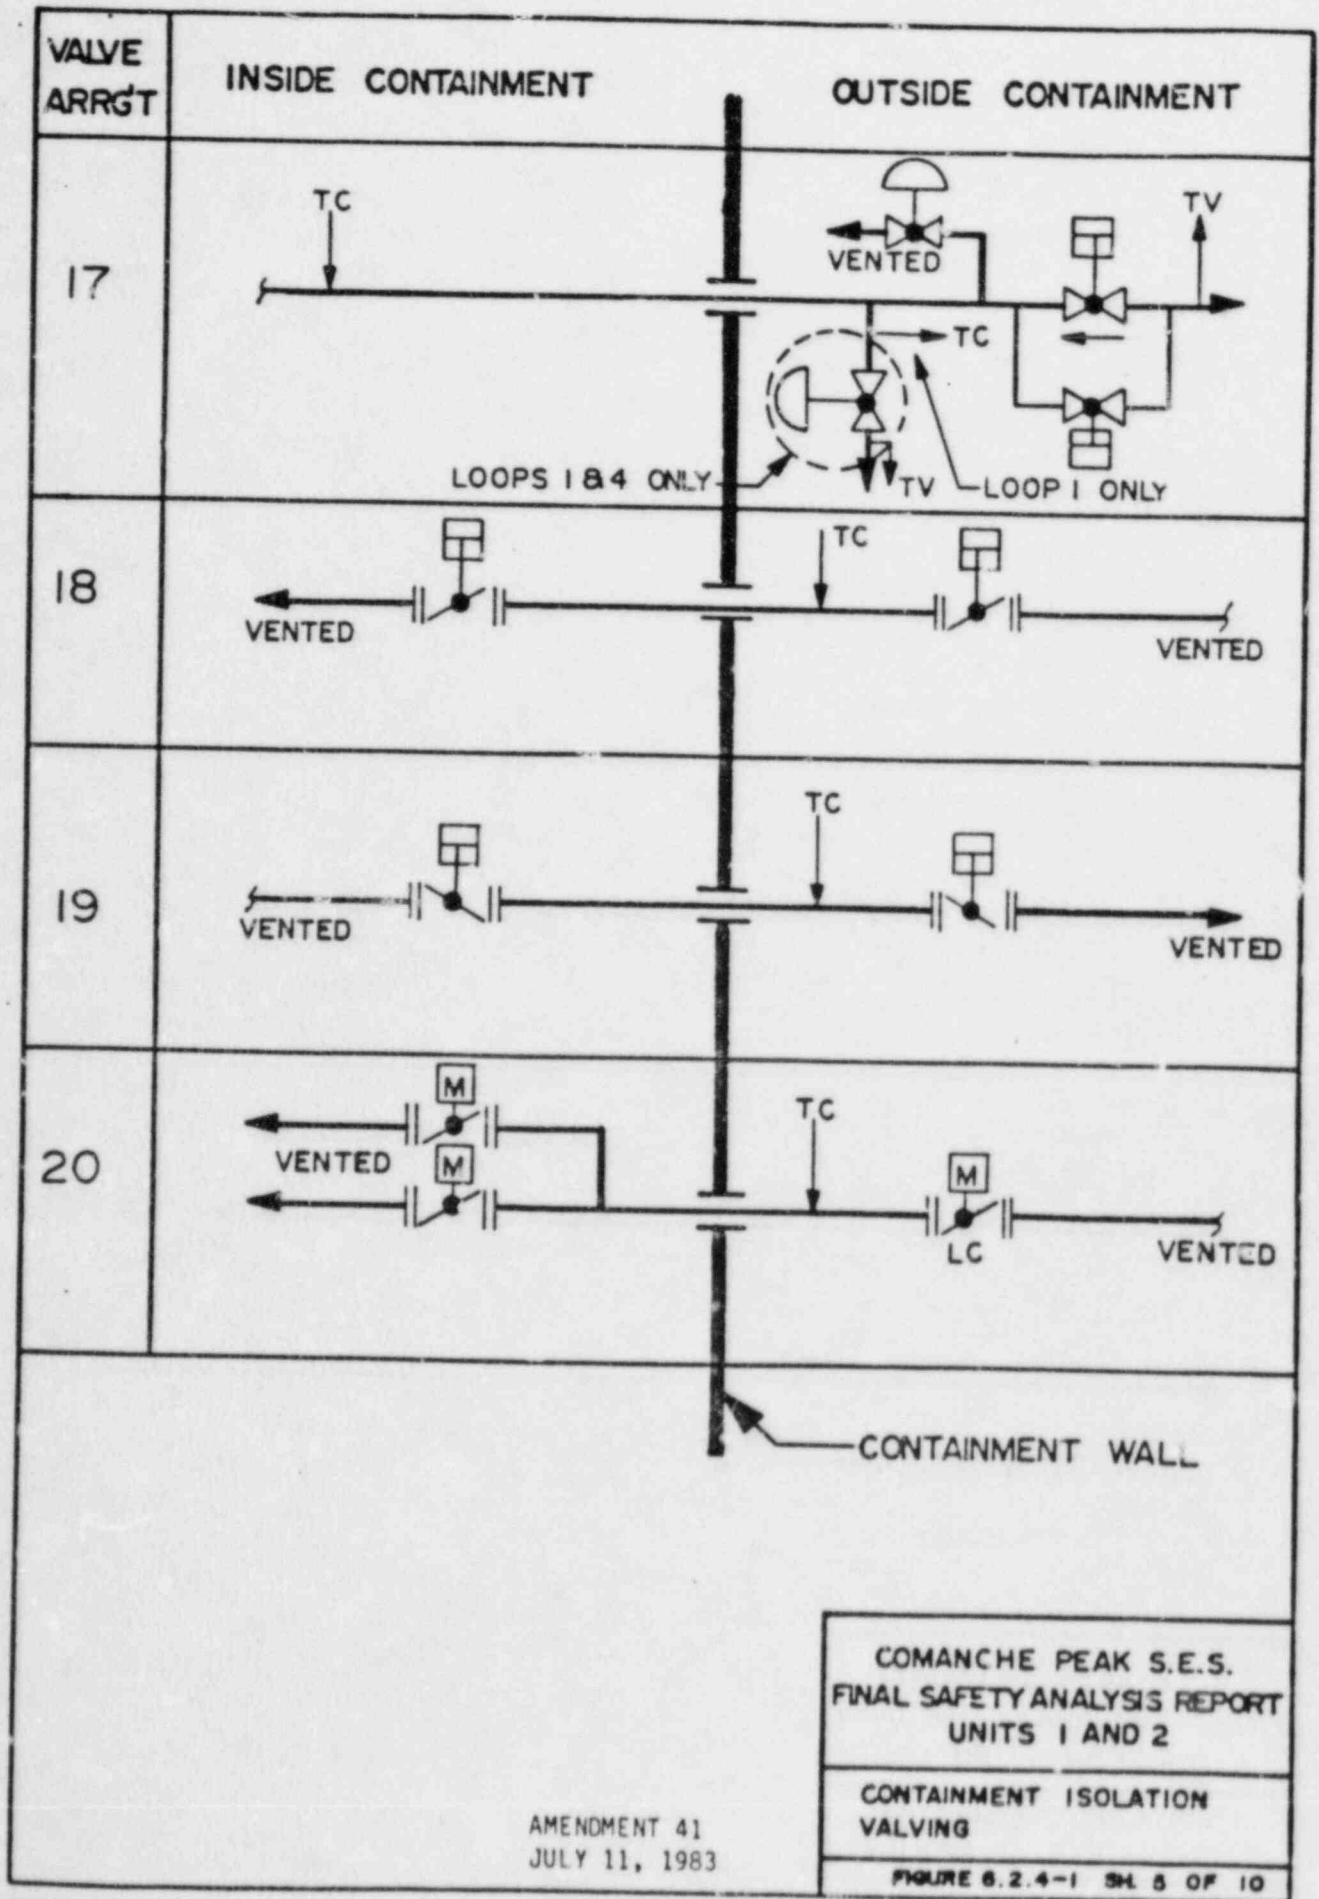 VALVE
ARRG'T
INSIDE CONTAINMENT
OUTSIDE CONTAINMENT
17
TC
VENTED
TV
TC
LOOPS 1 & 4 ONLY
TV
LOOP 1 ONLY
18
TC
VENTED
VENTED
19
TC
VENTED
VENTED
20
M
TC
VENTED
M
M
LC
VENTED
CONTAINMENT WALL
COMANCHE PEAK S.E.S.
FINAL SAFETY ANALYSIS REPORT
UNITS 1 AND 2
CONTAINMENT ISOLATION
VALVING
AMENDMENT 41
JULY 11, 1983
FIGURE 6.2.4-1 SH. 5 OF 10